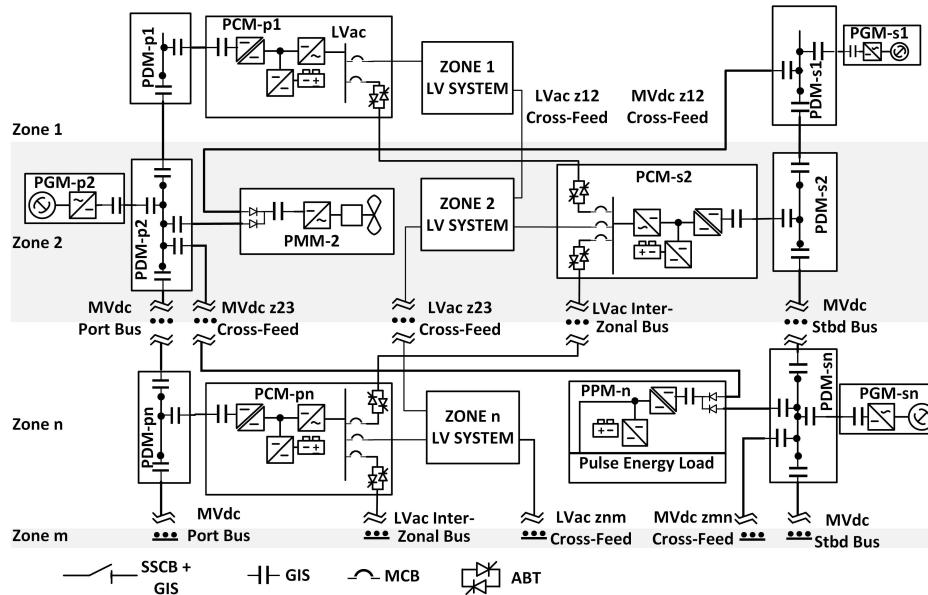 PCM-p1
LVac
PDM-p1
ZONE 1
LV SYSTEM
LVac z12
Cross-Feed
MVdc z12
Cross-Feed
PDM-s1
PGM-s1
Zone 1
PGM-p2
PDM-p2
PMM-2
ZONE 2
LV SYSTEM
PCM-s2
PDM-s2
Zone 2
MVdc
Port Bus
MVdc z23
Cross-Feed
LVac z23
Cross-Feed
LVac Inter-
Zonal Bus
MVdc
Stbd Bus
PDM-pn
PCM-pn
ZONE n
LV SYSTEM
PPM-n
Pulse Energy Load
PDM-sn
PGM-sn
Zone n
MVdc
Port Bus
LVac Inter-
Zonal Bus
LVac znm
Cross-Feed
MVdc zmn
Cross-Feed
MVdc
Stbd Bus
Zone m
SSCB +
GIS
GIS
MCB
ABT